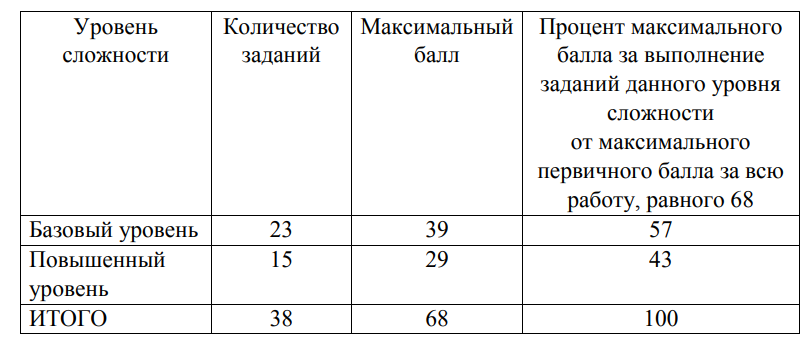 Уровень сложности
Количество заданий
Максимальный балл
Процент максимального балла за выполнение заданий данного уровня сложности от максимального первичного балла за всю работу, равного 68
Базовый уровень 23 39 57
Повышенный уровень 15 29 43
ИТОГО 38 68 100